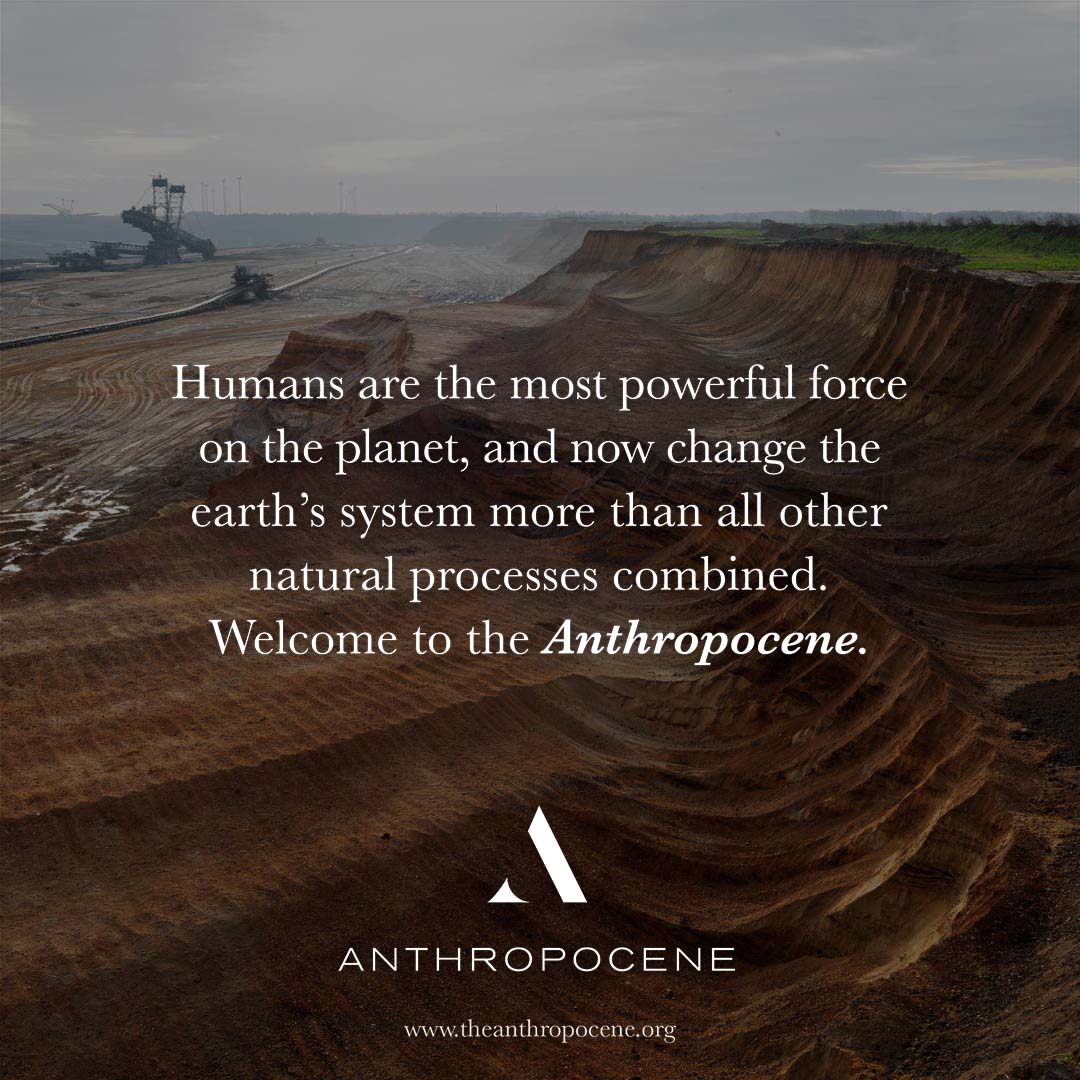 Humans are the most powerful force
on the planet, and now change the
earth’s system more than all other
natural processes combined.
Welcome to the Anthropocene.
ANTHROPOCENE
www.theanthropocene.org